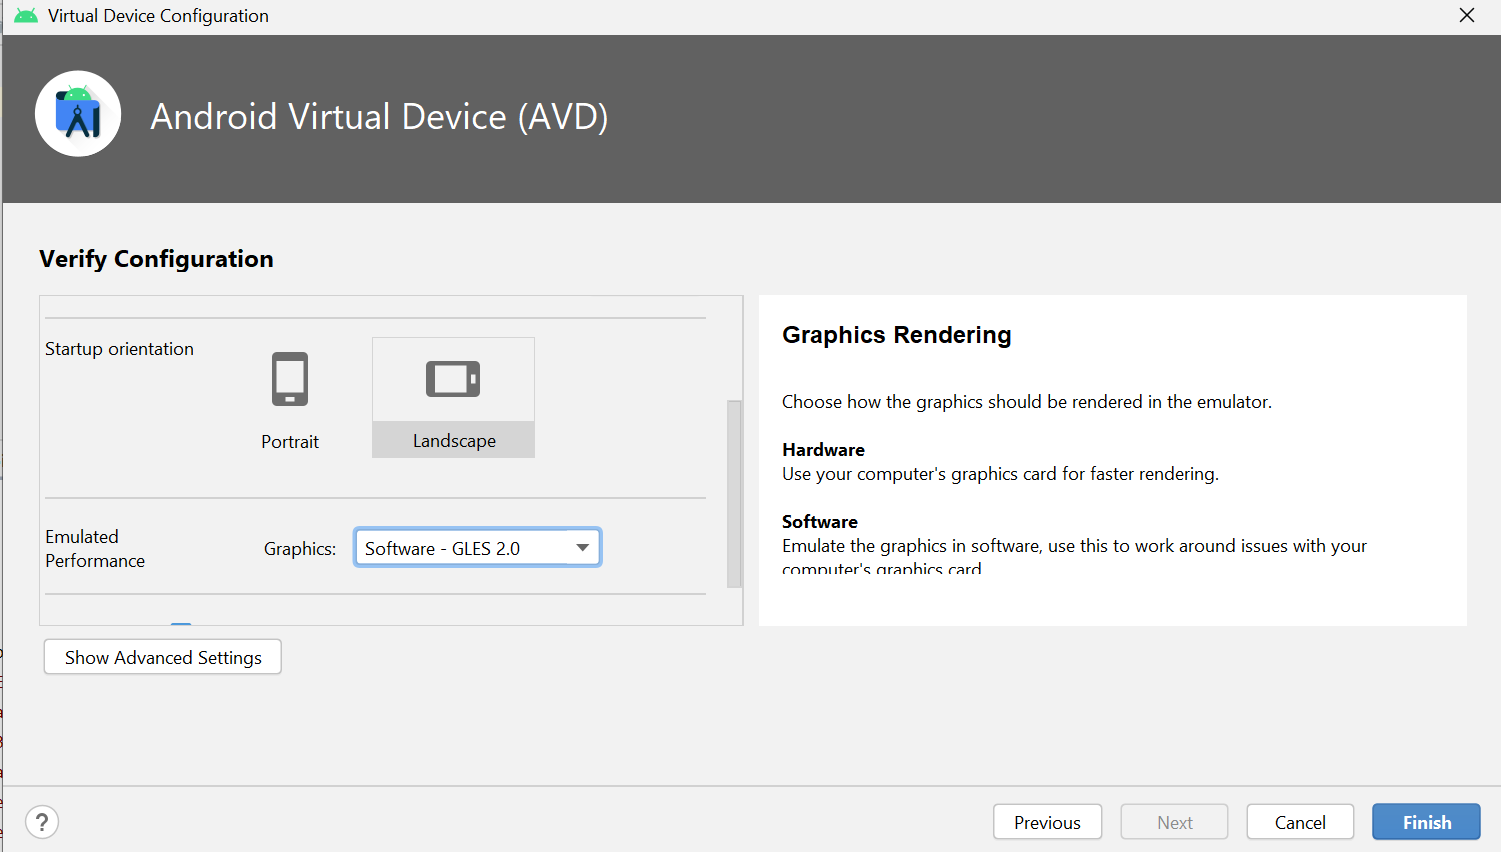 Virtual Device Configuration
Android Virtual Device (AVD)
Verify Configuration
Startup orientation
Portrait
Landscape
Emulated
Performance
Graphics:
Software - GLES 2.0
Show Advanced Settings
Graphics Rendering
Choose how the graphics should be rendered in the emulator.
Hardware
Use your computer's graphics card for faster rendering.
Software
Emulate the graphics in software, use this to work around issues with your
computer's graphics card
?
Previous
Next
Cancel
Finish